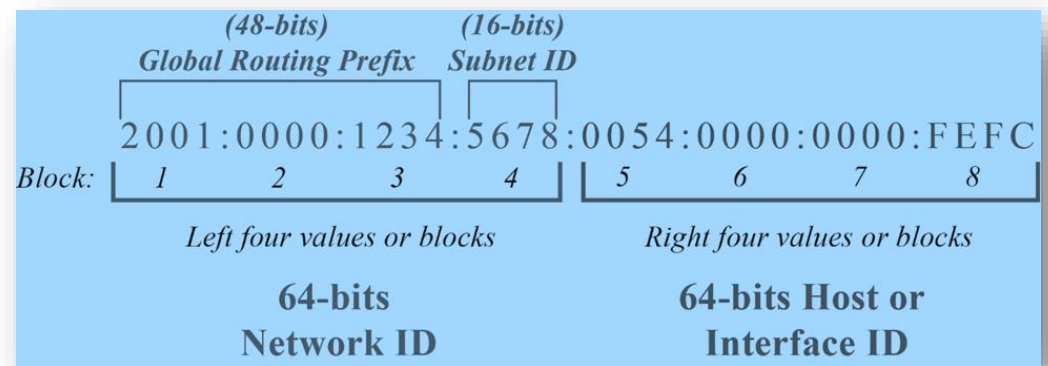 (48-bits) (16-bits)
Global Routing Prefix Subnet ID
2001:0000:1234:5678:0054:0000:0000:FEFC
Block: 1 2 3 4 5 6 7 8
Left four values or blocks Right four values or blocks
64-bits 64-bits Host or
Network ID Interface ID